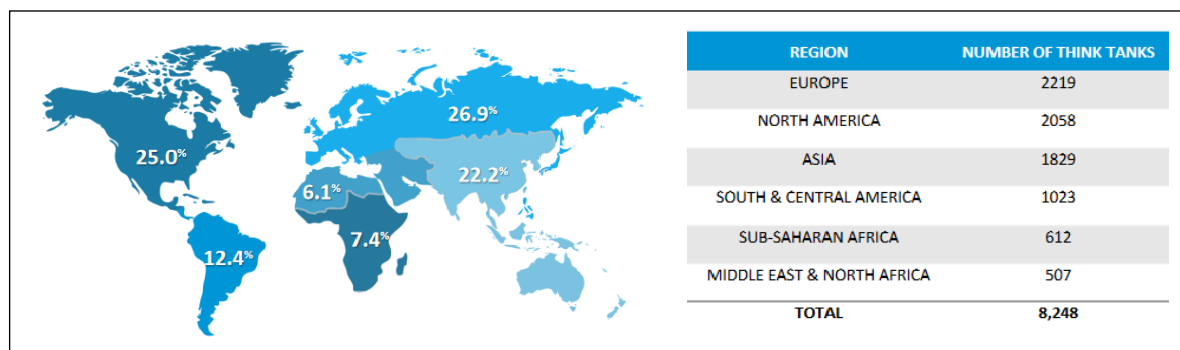 26.9%
25.0%
22.2%
6.1%
7.4%
12.4%
REGION NUMBER OF THINK TANKS
EUROPE 2219
NORTH AMERICA 2058
ASIA 1829
SOUTH & CENTRAL AMERICA 1023
SUB-SAHARAN AFRICA 612
MIDDLE EAST & NORTH AFRICA 507
TOTAL 8,248